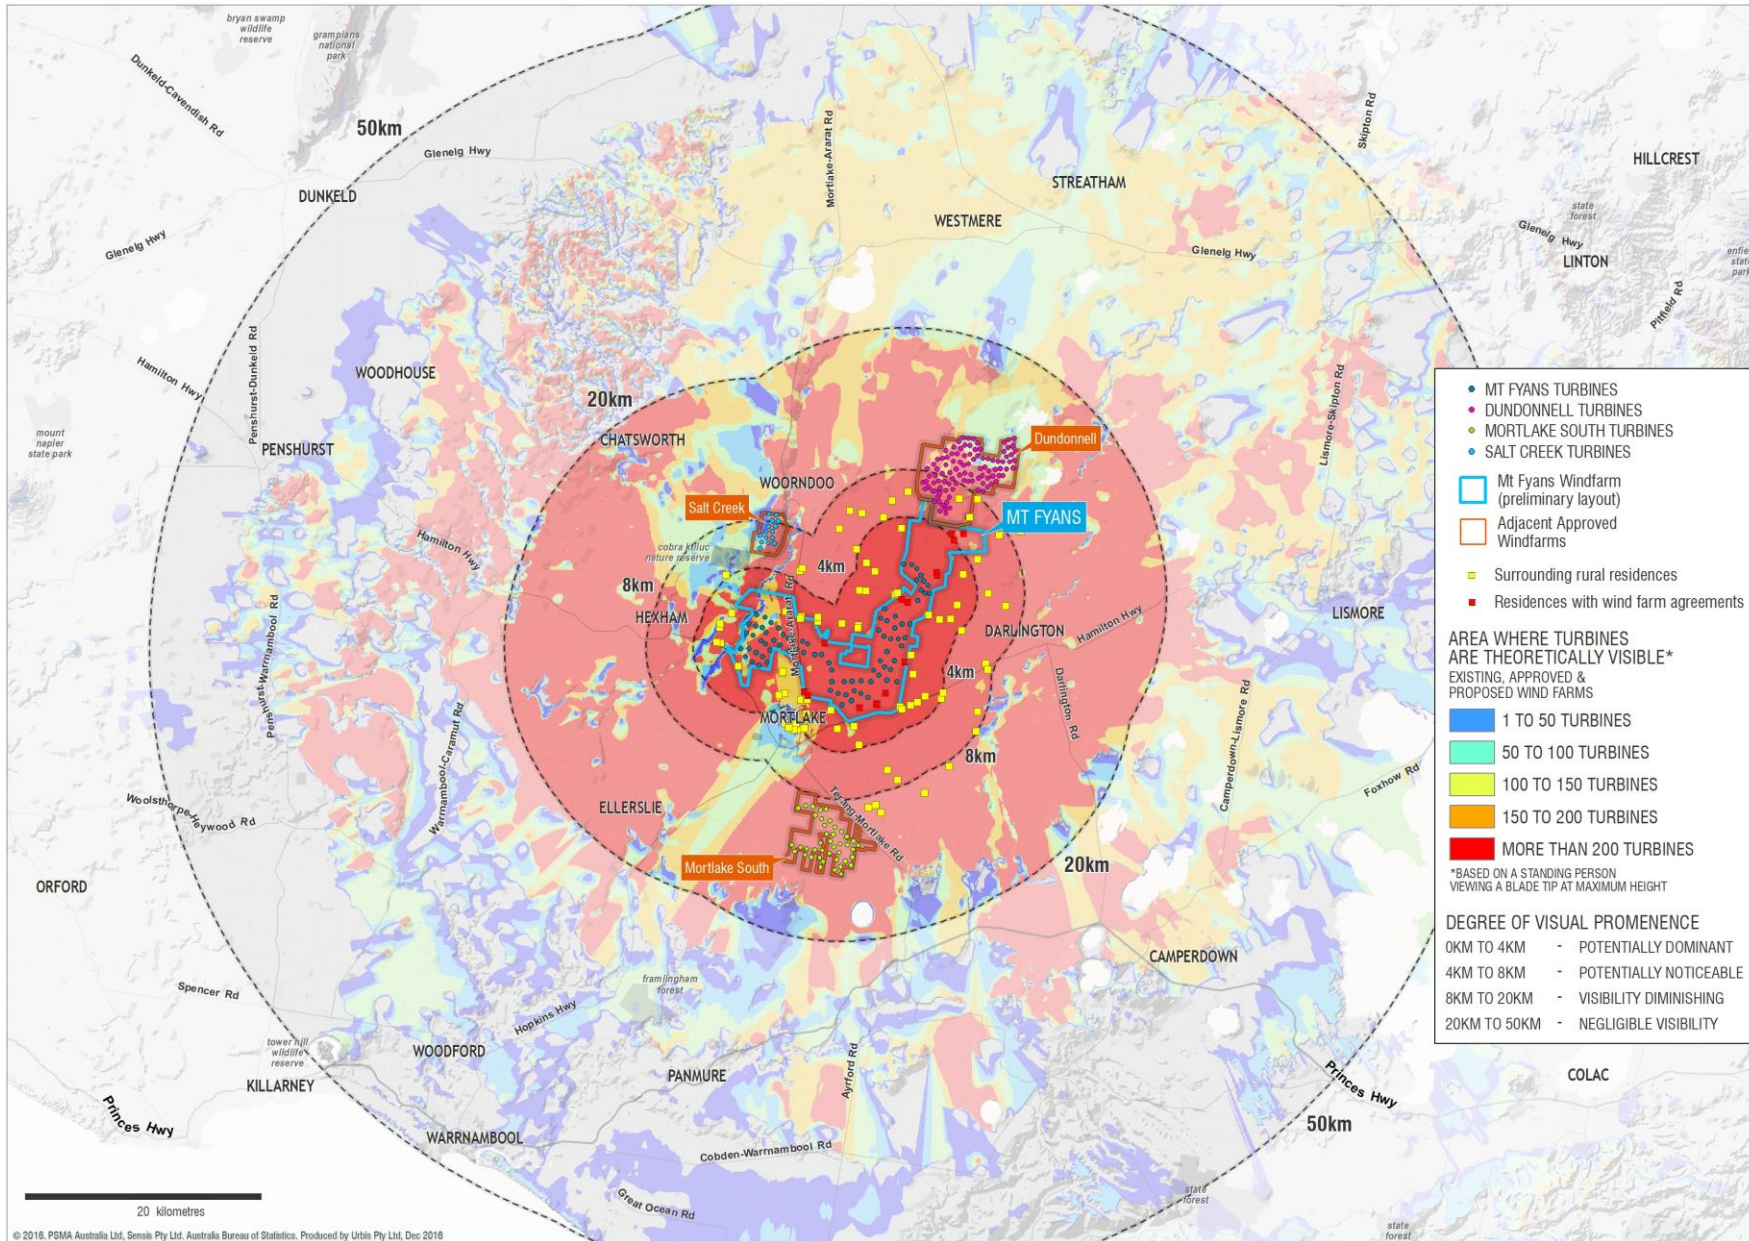 bryan swamp
wildlife
reserve
grampians
national
park
Dunkeld-Cavendish Rd
50km
Glenelg Hwy
DUNKELD
Glenelg Hwy
Mortlake-Ararat Rd
STREATHAM
WESTMERE
Glenelg Hwy
Skipton Rd
HILLCREST
state
forest
Glenelg Hwy
LINTON
enfie
state
park
Pitfield Rd
Hamilton Hwy
Penshurst-Dunkeld Rd
WOODHOUSE
20km
CHATSWORTH
PENSHURST
mount
napier
state park
Lismore-Skipton Rd
Dundonnell
WOORNDOO
Salt Creek
MT FYANS
cobra killuc
nature reserve
Hamilton Hwy
4km
8km
HEXHAM
Mortlake-Ararat Rd
DARLINGTON
Hamilton Hwy
LISMORE
Penshurst-Warrnambool Rd
4km
Darlington Rd
MORTLAKE
8km
Warrnambool-Caramut Rd
Camperdown-Lismore Rd
Foxhow Rd
Woolsthorpe-Heywood Rd
ELLERSLIE
Terang-Mortlake Rd
Mortlake South
20km
ORFORD
CAMPERDOWN
framlingham
forest
Spencer Rd
Hopkins Hwy
tower hill
wildlife
reserve
WOODFORD
KILLARNEY
PANMURE
Ayrford Rd
Princes Hwy
Princes Hwy
COLAC
50km
WARRNAMBOOL
Cobden-Warrnambool Rd
Great Ocean Rd
state
forest
state
forest
MT FYANS TURBINES
DUNDONNELL TURBINES
MORTLAKE SOUTH TURBINES
SALT CREEK TURBINES
Mt Fyans Windfarm
(preliminary layout)
Adjacent Approved
Windfarms
Surrounding rural residences
Residences with wind farm agreements
AREA WHERE TURBINES
ARE THEORETICALLY VISIBLE*
EXISTING, APPROVED &
PROPOSED WIND FARMS
1 TO 50 TURBINES
50 TO 100 TURBINES
100 TO 150 TURBINES
150 TO 200 TURBINES
MORE THAN 200 TURBINES
*BASED ON A STANDING PERSON
VIEWING A BLADE TIP AT MAXIMUM HEIGHT
DEGREE OF VISUAL PROMENENCE
0KM TO 4KM - POTENTIALLY DOMINANT
4KM TO 8KM - POTENTIALLY NOTICEABLE
8KM TO 20KM - VISIBILITY DIMINISHING
20KM TO 50KM - NEGLIGIBLE VISIBILITY
20 kilometres
© 2016. PSMA Australia Ltd, Sensis Pty Ltd. Australia Bureau of Statistics. Produced by Urbis Pty Ltd, Dec 2016